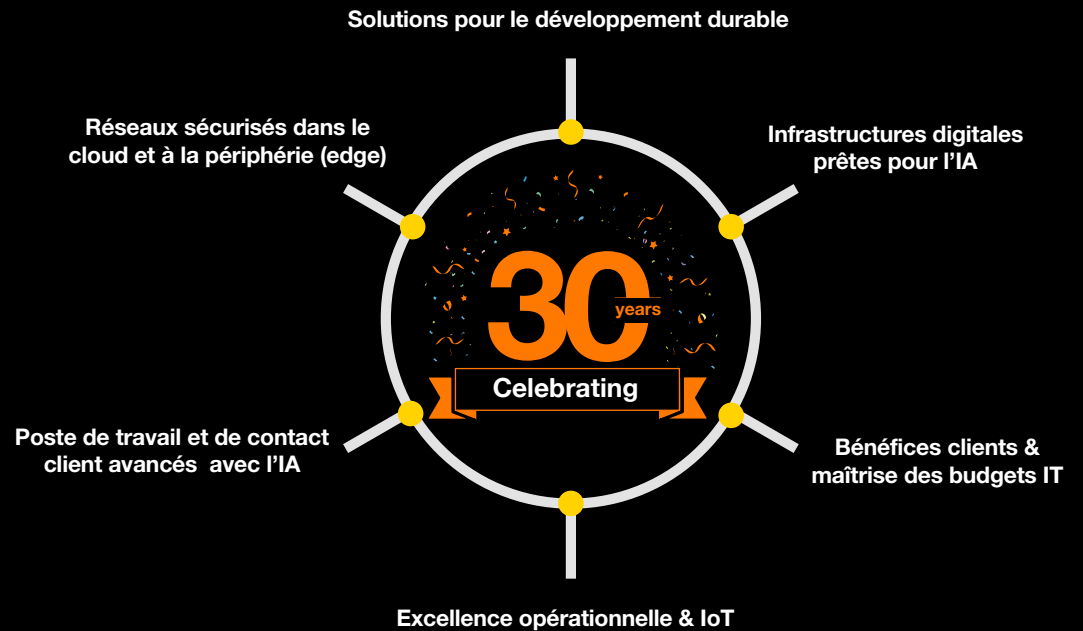 Solutions pour le développement durable
Réseaux sécurisés dans le
cloud et à la périphérie (edge)
Infrastructures digitales
prêtes pour l'IA
30
years
Celebrating
Poste de travail et de contact
client avancés  avec l'IA
Bénéfices clients &
maîtrise des budgets IT
Excellence opérationnelle & IoT